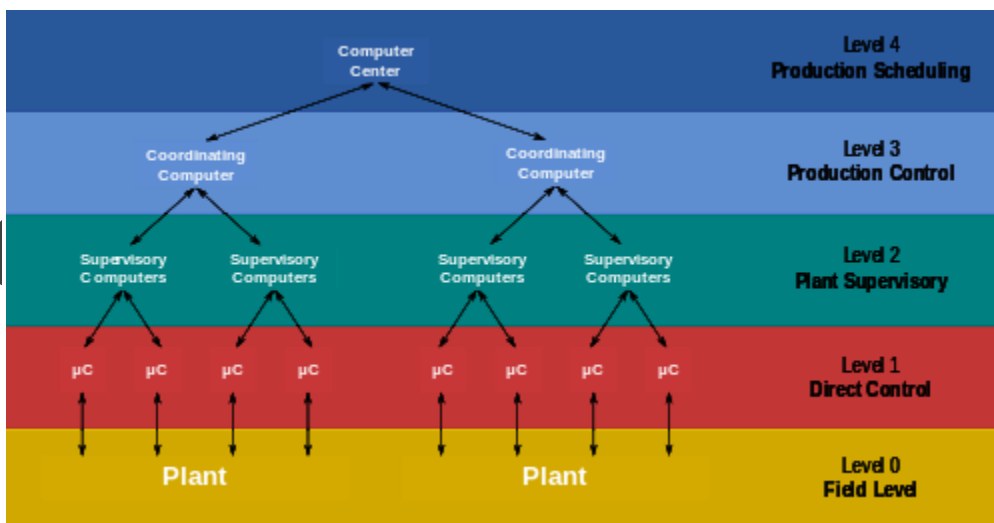 Computer
Center
Level 4
Production Scheduling
Coordinating
Computer
Coordinating
Computer
Level 3
Production Control
Supervisory
Computers
Supervisory
Computers
Supervisory
Computers
Supervisory
Computers
Level 2
Plant Supervisory
µC
µC
µC
µC
µC
µC
µC
µC
Level 1
Direct Control
Plant
Plant
Level 0
Field Level